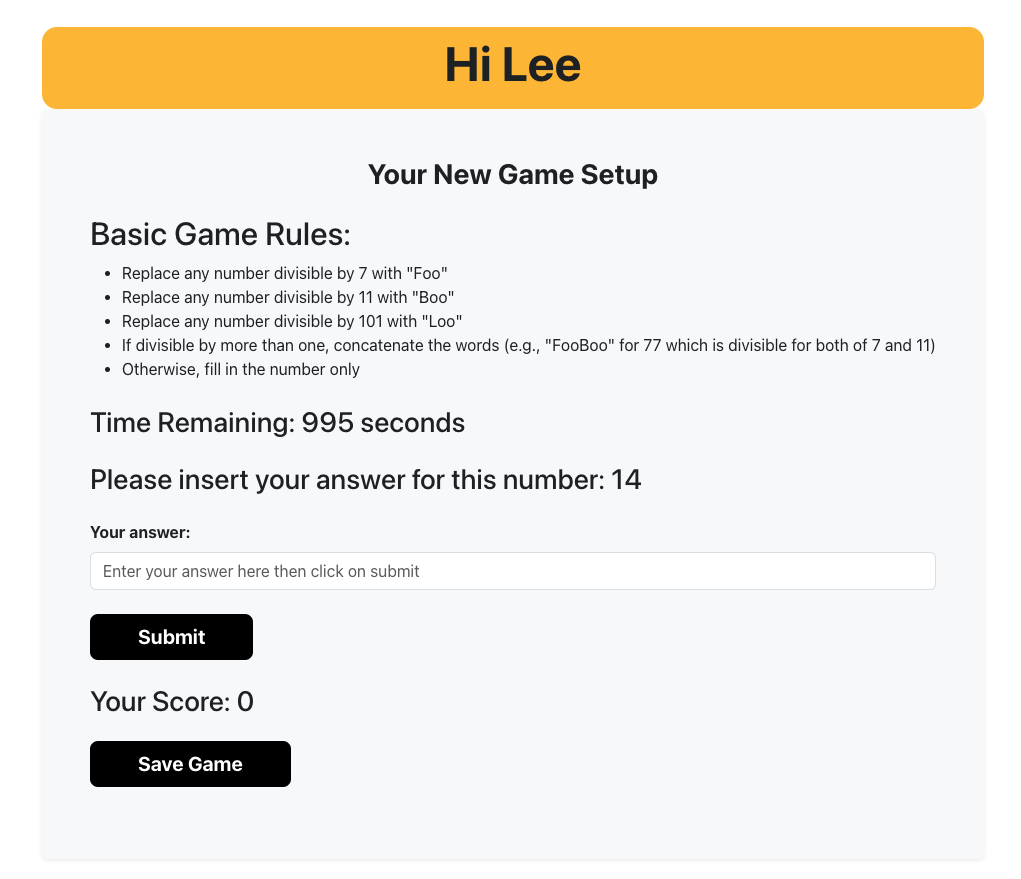 Hi Lee
Your New Game Setup
Basic Game Rules:
• Replace any number divisible by 7 with "Foo"
• Replace any number divisible by 11 with "Boo"
• Replace any number divisible by 101 with "Loo"
• If divisible by more than one, concatenate the words (e.g., "FooBoo" for 77 which is divisible for both of 7 and 11)
• Otherwise, fill in the number only
Time Remaining: 995 seconds
Please insert your answer for this number: 14
Your answer:
Enter your answer here then click on submit
Submit
Your Score: 0
Save Game